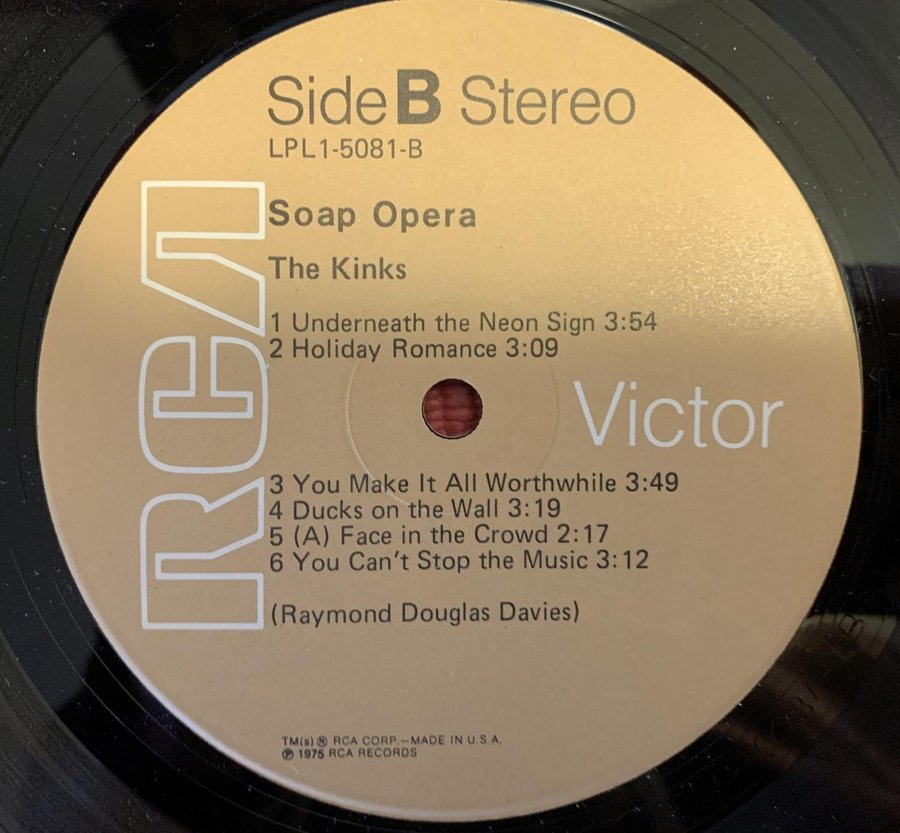 Side B Stereo
LPL1-5081-B
RCA
Soap Opera
The Kinks
1 Underneath the Neon Sign 3:54
2 Holiday Romance 3:09
Victor
3 You Make It All Worthwhile 3:49
4 Ducks on the Wall 3:19
5 (A) Face in the Crowd 2:17
6 You Can't Stop the Music 3:12
(Raymond Douglas Davies)
TM(s) ® RCA CORP.—MADE IN U.S.A.
℗ 1975 RCA RECORDS